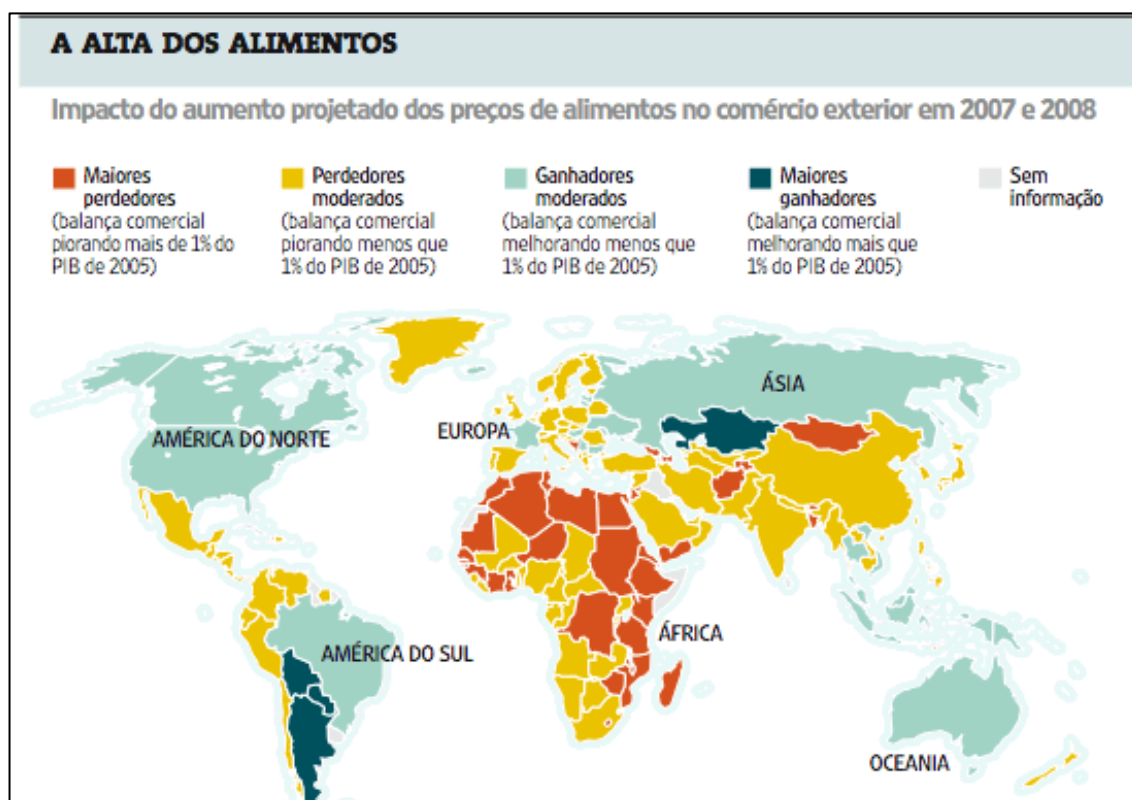 A ALTA DOS ALIMENTOS
Impacto do aumento projetado dos preços de alimentos no comércio exterior em 2007 e 2008
Maiores
perdedores
(balança comercial
piorando mais de 1% do
PIB de 2005)
Perdedores
moderados
(balança comercial
piorando menos que
1% do PIB de 2005)
Ganhadores
moderados
(balança comercial
melhorando menos que
1% do PIB de 2005)
Maiores
ganhadores
(balança comercial
melhorando mais que
1% do PIB de 2005)
Sem
informação
ÁSIA
EUROPA
AMÉRICA DO NORTE
ÁFRICA
AMÉRICA DO SUL
OCEANIA